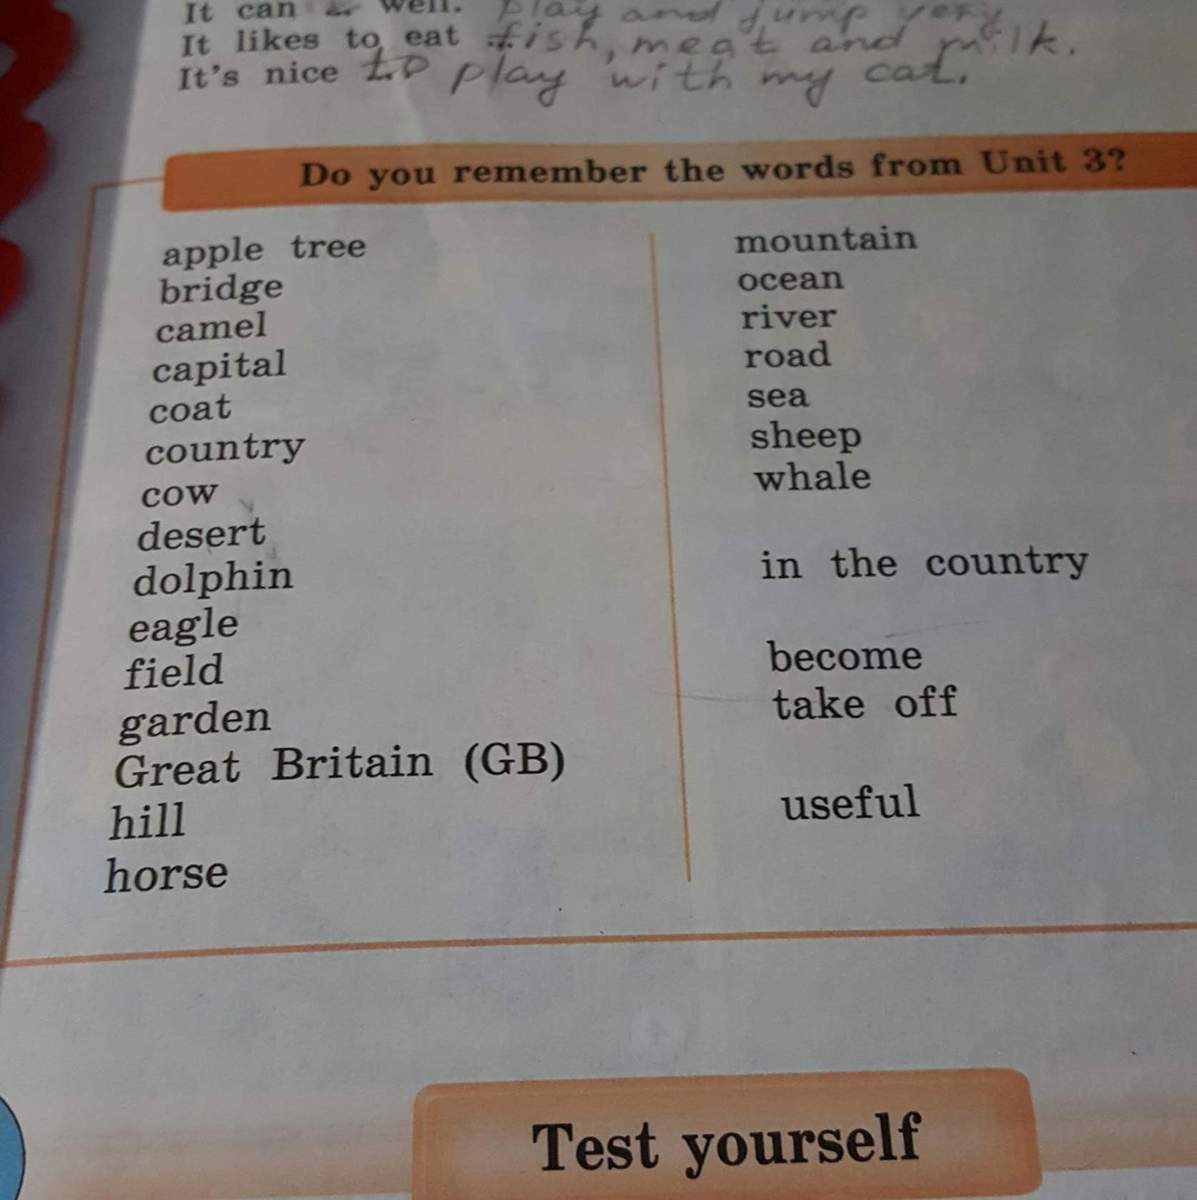 It can well. play and jump very
It likes to eat fish, meat and milk.
It's nice to play with my cat.
Do you remember the words from Unit 3?
apple tree
bridge
camel
capital
coat
country
cow
desert
dolphin
eagle
field
garden
Great Britain (GB)
hill
horse
mountain
ocean
river
road
sea
sheep
whale
in the country
become
take off
useful
Test yourself